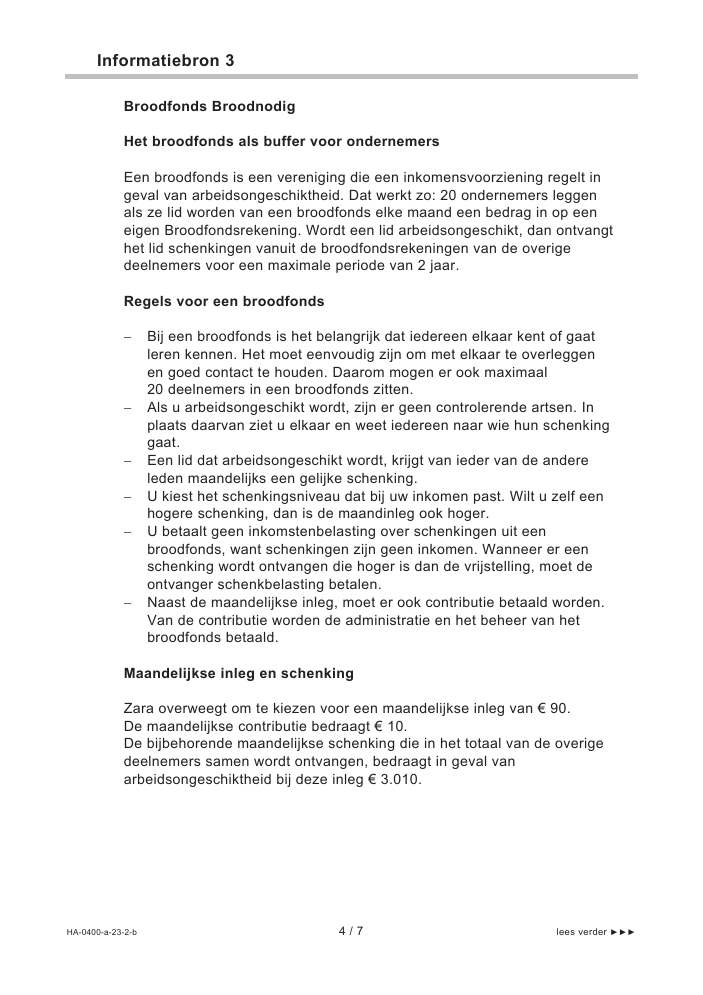 Informatiebron 3
Broodfonds Broodnodig
Het broodfonds als buffer voor ondernemers
Een broodfonds is een vereniging die een inkomensvoorziening regelt in
geval van arbeidsongeschiktheid. Dat werkt zo: 20 ondernemers leggen
als ze lid worden van een broodfonds elke maand een bedrag in op een
eigen Broodfondsrekening. Wordt een lid arbeidsongeschikt, dan ontvangt
het lid schenkingen vanuit de broodfondsrekeningen van de overige
deelnemers voor een maximale periode van 2 jaar.
Regels voor een broodfonds
– Bij een broodfonds is het belangrijk dat iedereen elkaar kent of gaat
leren kennen. Het moet eenvoudig zijn om met elkaar te overleggen
en goed contact te houden. Daarom mogen er ook maximaal
20 deelnemers in een broodfonds zitten.
– Als u arbeidsongeschikt wordt, zijn er geen controlerende artsen. In
plaats daarvan ziet u elkaar en weet iedereen naar wie hun schenking
gaat.
– Een lid dat arbeidsongeschikt wordt, krijgt van ieder van de andere
leden maandelijks een gelijke schenking.
– U kiest het schenkingsniveau dat bij uw inkomen past. Wilt u zelf een
hogere schenking, dan is de maandinleg ook hoger.
– U betaalt geen inkomstenbelasting over schenkingen uit een
broodfonds, want schenkingen zijn geen inkomen. Wanneer er een
schenking wordt ontvangen die hoger is dan de vrijstelling, moet de
ontvanger schenkbelasting betalen.
– Naast de maandelijkse inleg, moet er ook contributie betaald worden.
Van de contributie worden de administratie en het beheer van het
broodfonds betaald.
Maandelijkse inleg en schenking
Zara overweegt om te kiezen voor een maandelijkse inleg van € 90.
De maandelijkse contributie bedraagt € 10.
De bijbehorende maandelijkse schenking die in het totaal van de overige
deelnemers samen wordt ontvangen, bedraagt in geval van
arbeidsongeschiktheid bij deze inleg € 3.010.
HA-0400-a-23-2-b
4 / 7
lees verder ►►►